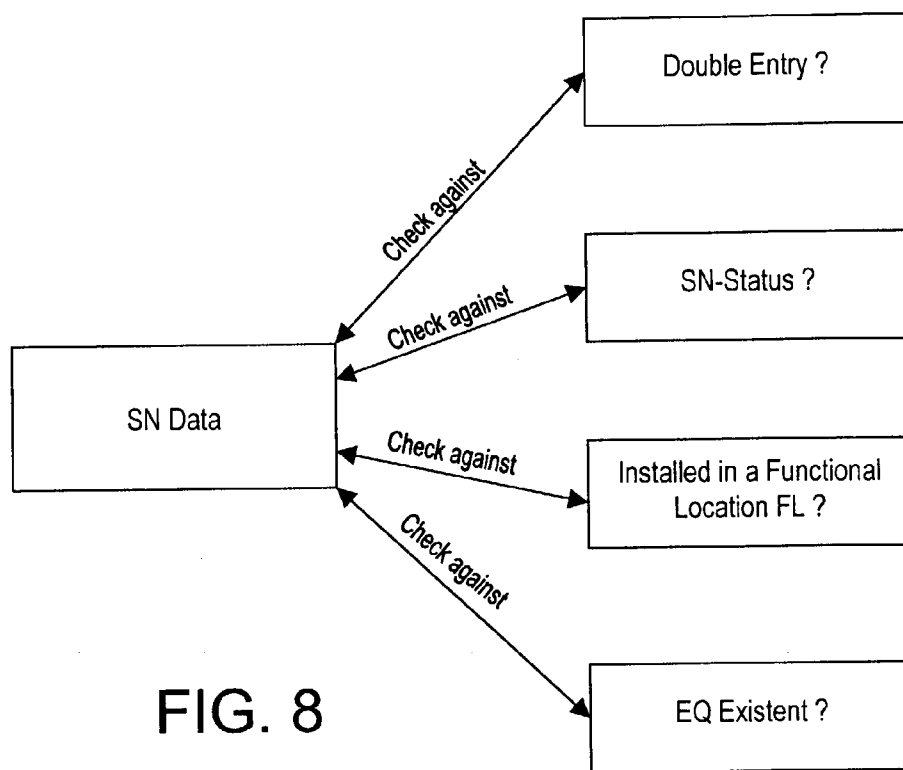 Double Entry ?
Check against
SN-Status ?
Check against
SN Data
Check against
Installed in a Functional
Location FL ?
Check against
EQ Existent ?
FIG. 8